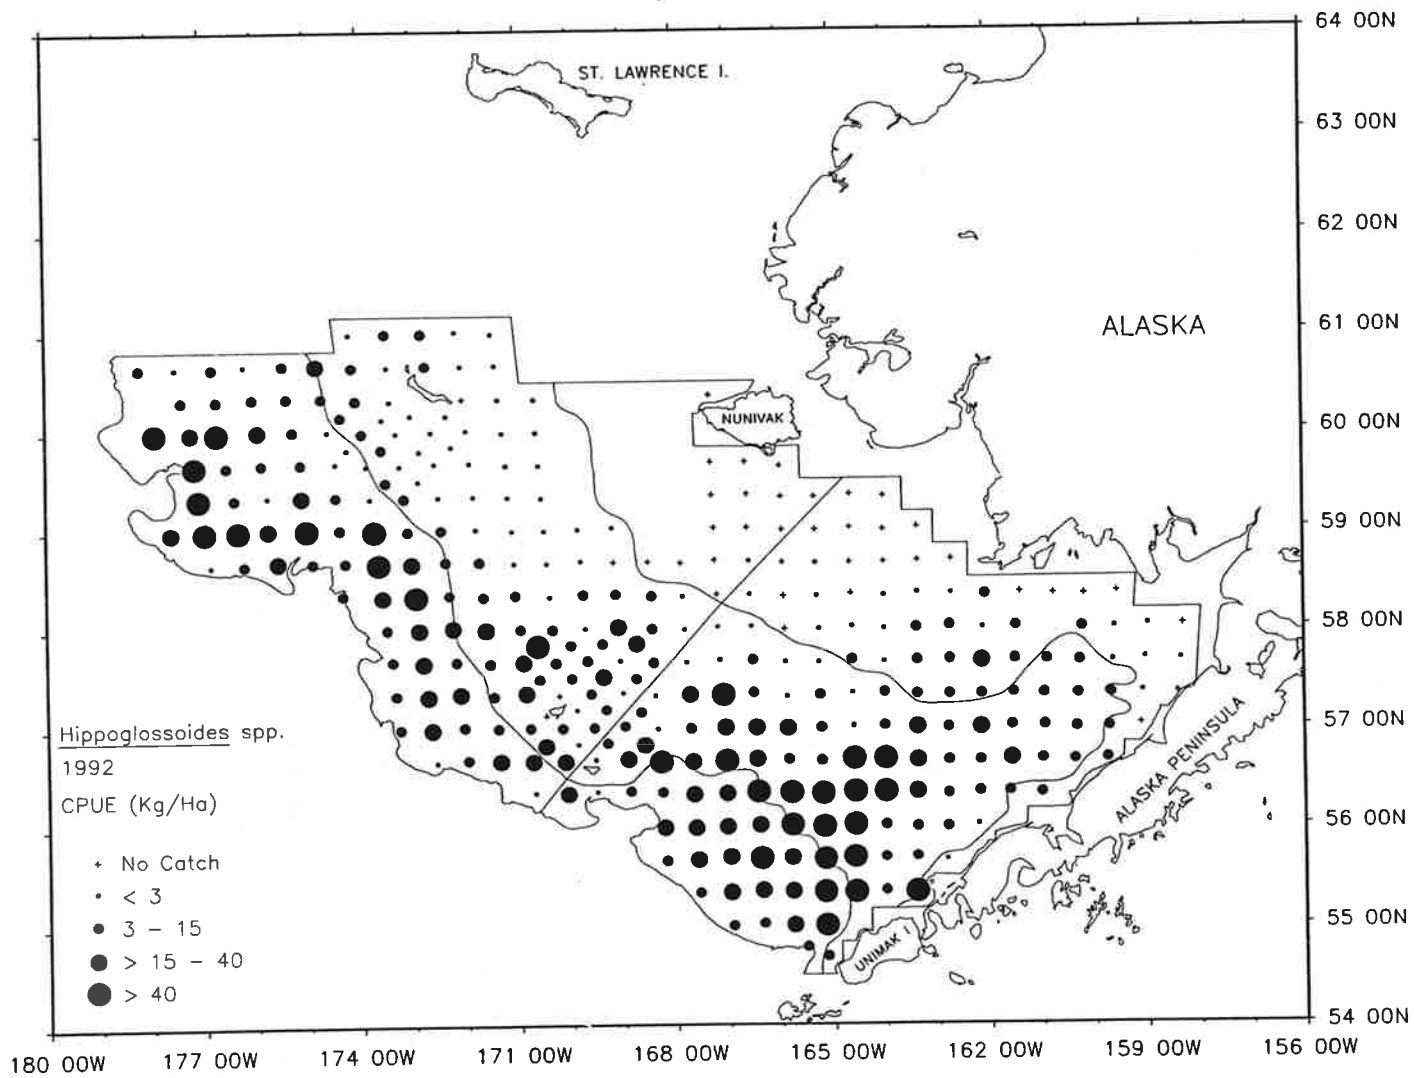 64 00N
ST. LAWRENCE I.
63 00N
62 00N
ALASKA
61 00N
NUNIVAK
60 00N
59 00N
58 00N
57 00N
Hippoglossoides spp.
1992
CPUE (Kg/Ha)
+ No Catch
< 3
3 – 15
> 15 – 40
> 40
ALASKA PENINSULA
56 00N
55 00N
UNIMAK I
54 00N
180 00W 177 00W 174 00W 171 00W 168 00W 165 00W 162 00W 159 00W 156 00W